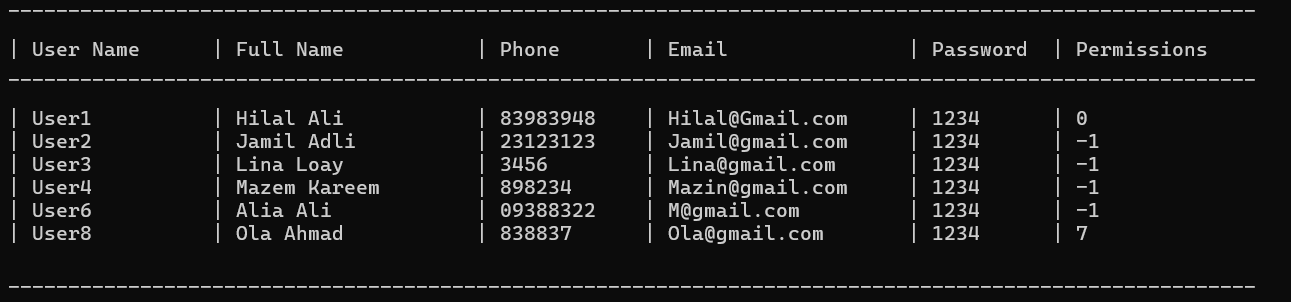 | User Name | Full Name | Phone | Email | Password | Permissions
| User1 | Hilal Ali | 83983948 | Hilal@Gmail.com | 1234 | 0
| User2 | Jamil Adli | 23123123 | Jamil@gmail.com | 1234 | -1
| User3 | Lina Loay | 3456 | Lina@gmail.com | 1234 | -1
| User4 | Mazem Kareem | 898234 | Mazin@gmail.com | 1234 | -1
| User6 | Alia Ali | 09388322 | M@gmail.com | 1234 | -1
| User8 | Ola Ahmad | 838837 | Ola@gmail.com | 1234 | 7